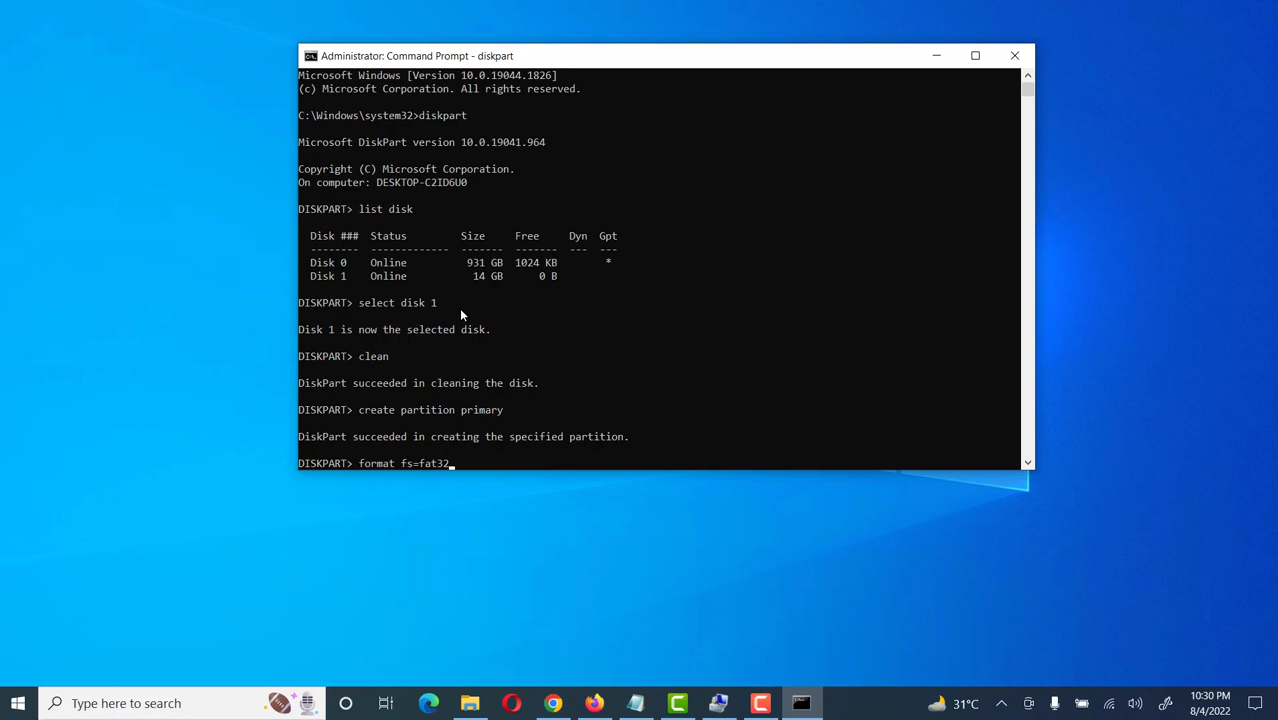 Administrator: Command Prompt - diskpart
Microsoft Windows [Version 10.0.19044.1826]
(c) Microsoft Corporation. All rights reserved.
C:\Windows\system32>diskpart
Microsoft DiskPart version 10.0.19041.964
Copyright (C) Microsoft Corporation.
On computer: DESKTOP-C2ID6U0
DISKPART> list disk
Disk ### Status Size Free Dyn Gpt
-------- ------------- ------- ------- --- ---
Disk 0 Online 931 GB 1024 KB *
Disk 1 Online 14 GB 0 B
DISKPART> select disk 1
Disk 1 is now the selected disk.
DISKPART> clean
DiskPart succeeded in cleaning the disk.
DISKPART> create partition primary
DiskPart succeeded in creating the specified partition.
DISKPART> format fs=fat32_
Type here to search
31°C
10:30 PM
8/4/2022